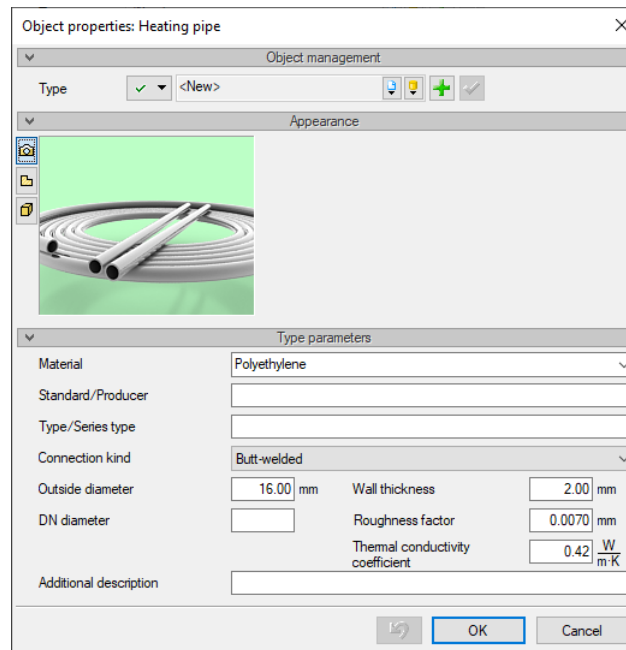 Object properties: Heating pipe
Object management
Type <New>
Appearance
Type parameters
Material Polyethylene
Standard/Producer
Type/Series type
Connection kind Butt-welded
Outside diameter 16.00 mm Wall thickness 2.00 mm
DN diameter Roughness factor 0.0070 mm
Thermal conductivity coefficient 0.42 W/m·K
Additional description
OK Cancel